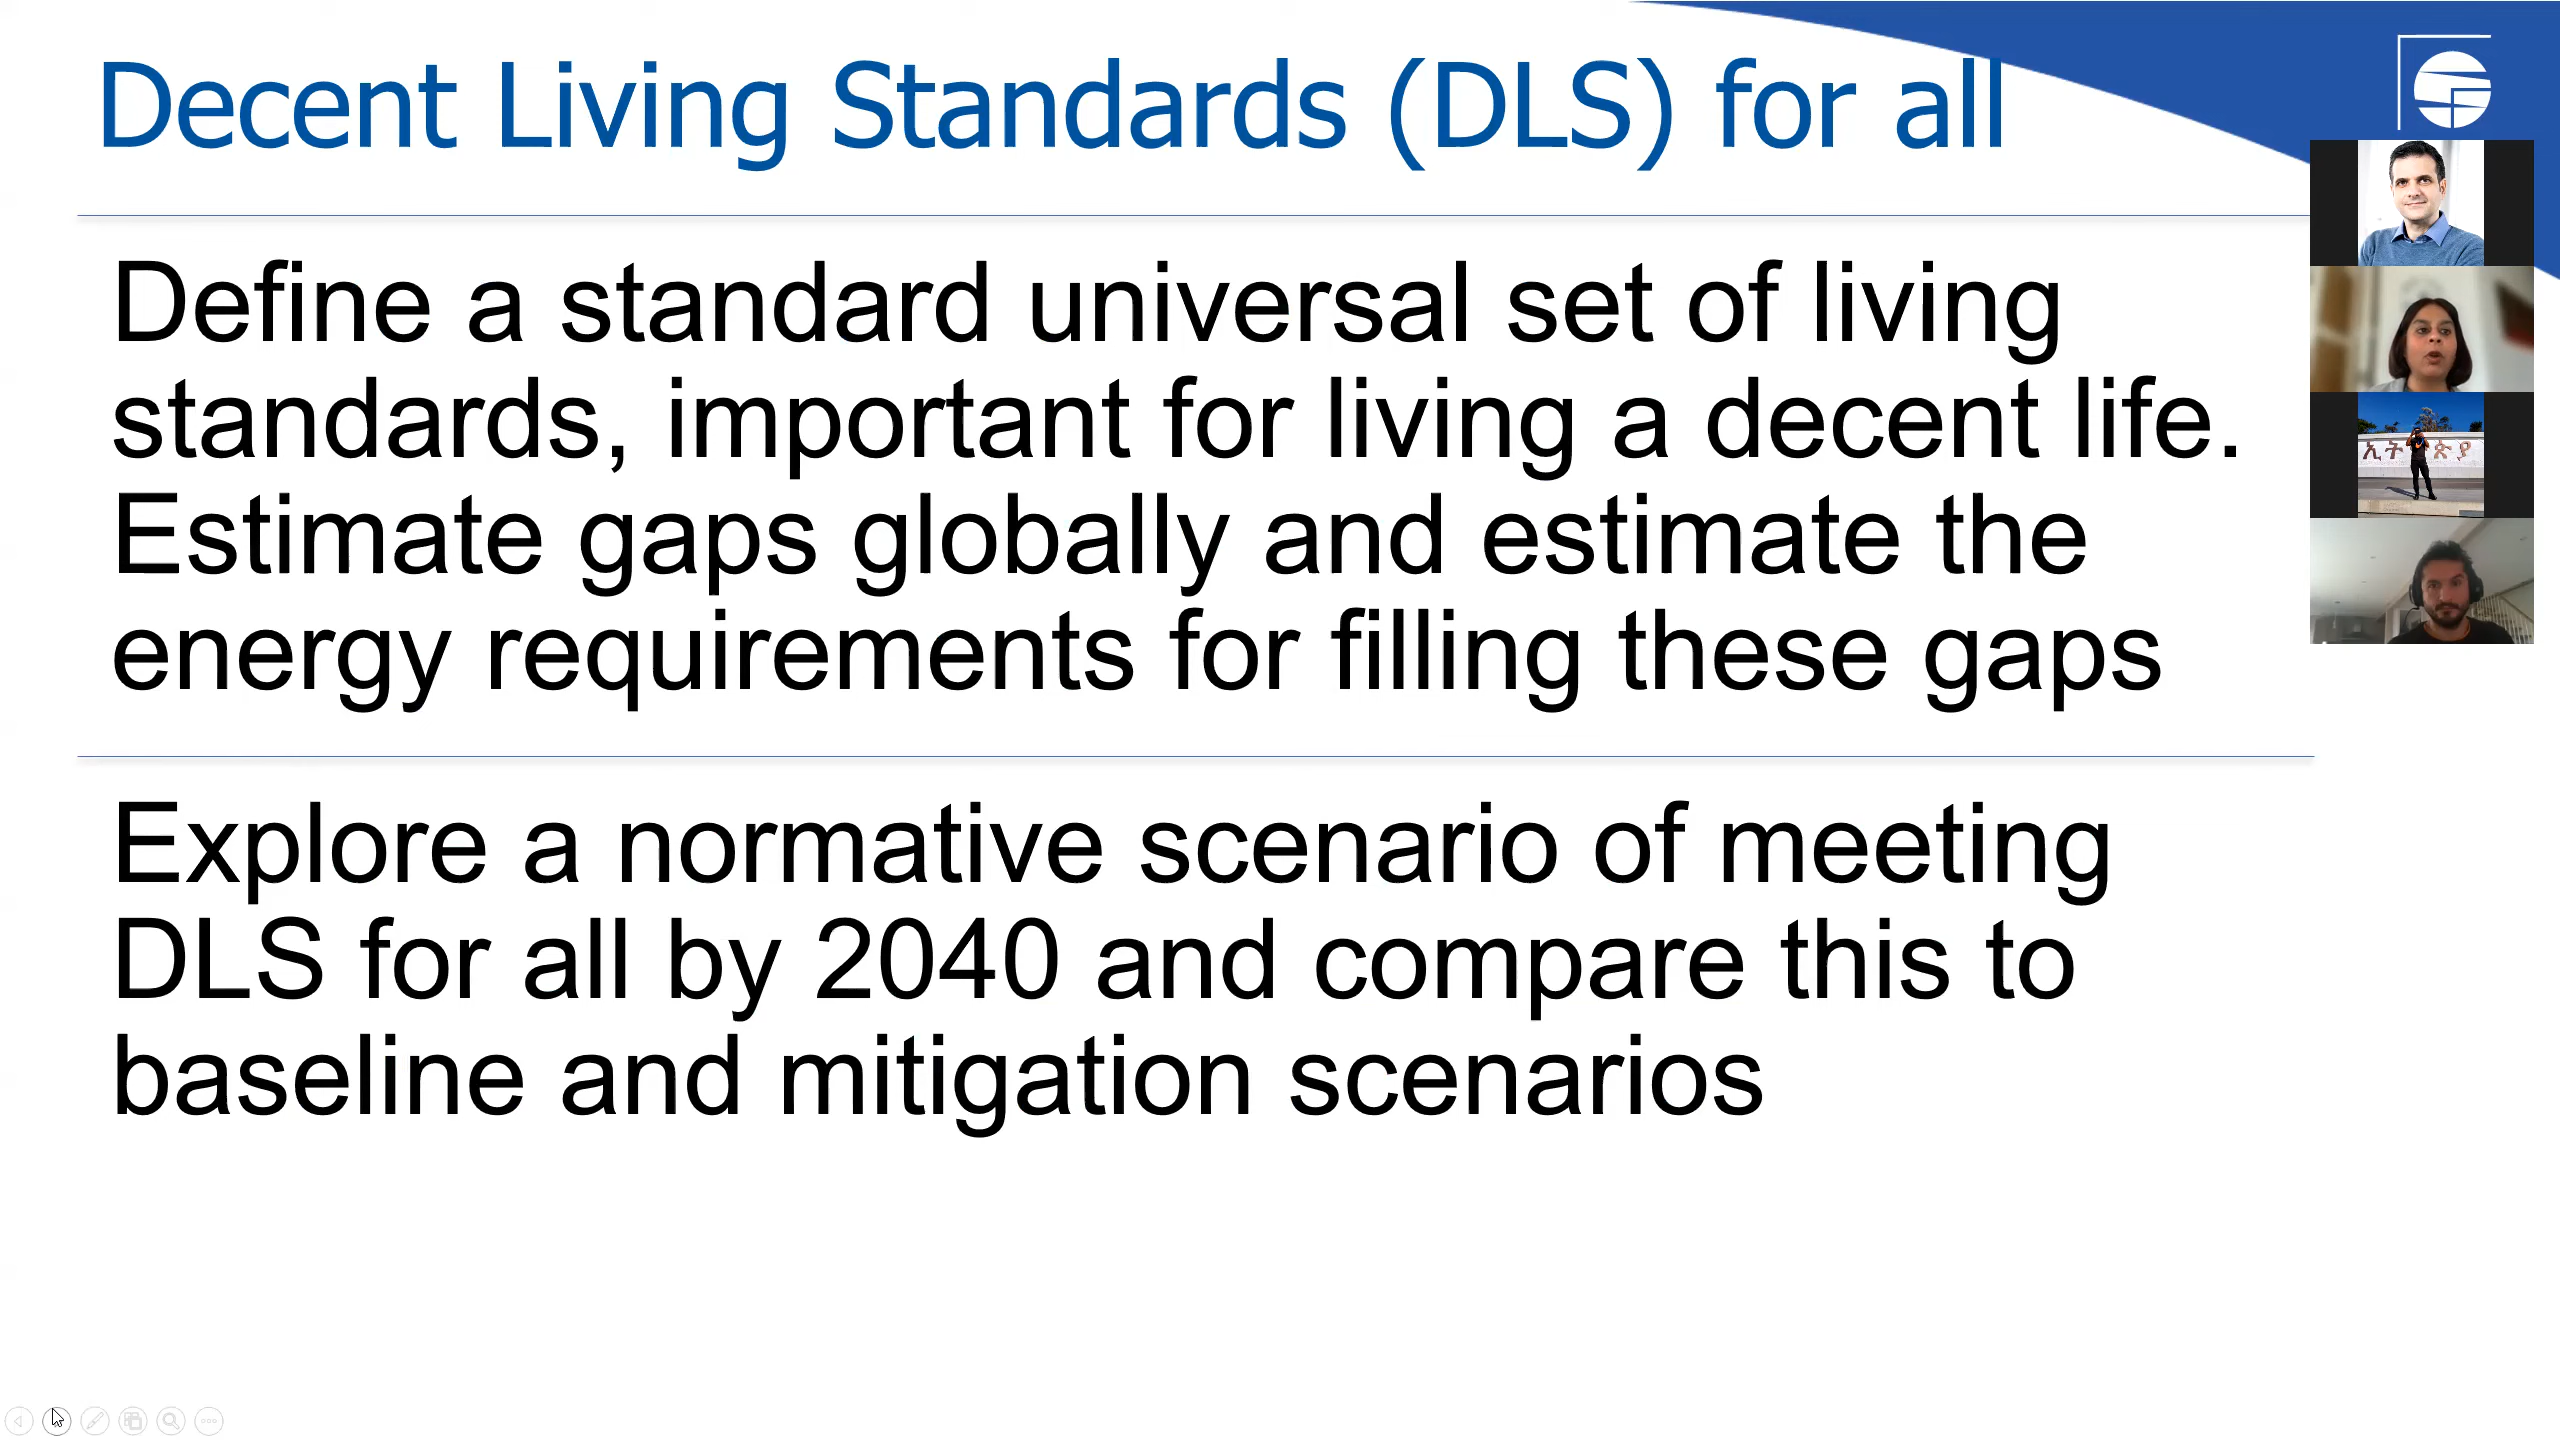 Decent Living Standards (DLS) for all
Define a standard universal set of living
standards, important for living a decent life.
Estimate gaps globally and estimate the
energy requirements for filling these gaps
Explore a normative scenario of meeting
DLS for all by 2040 and compare this to
baseline and mitigation scenarios